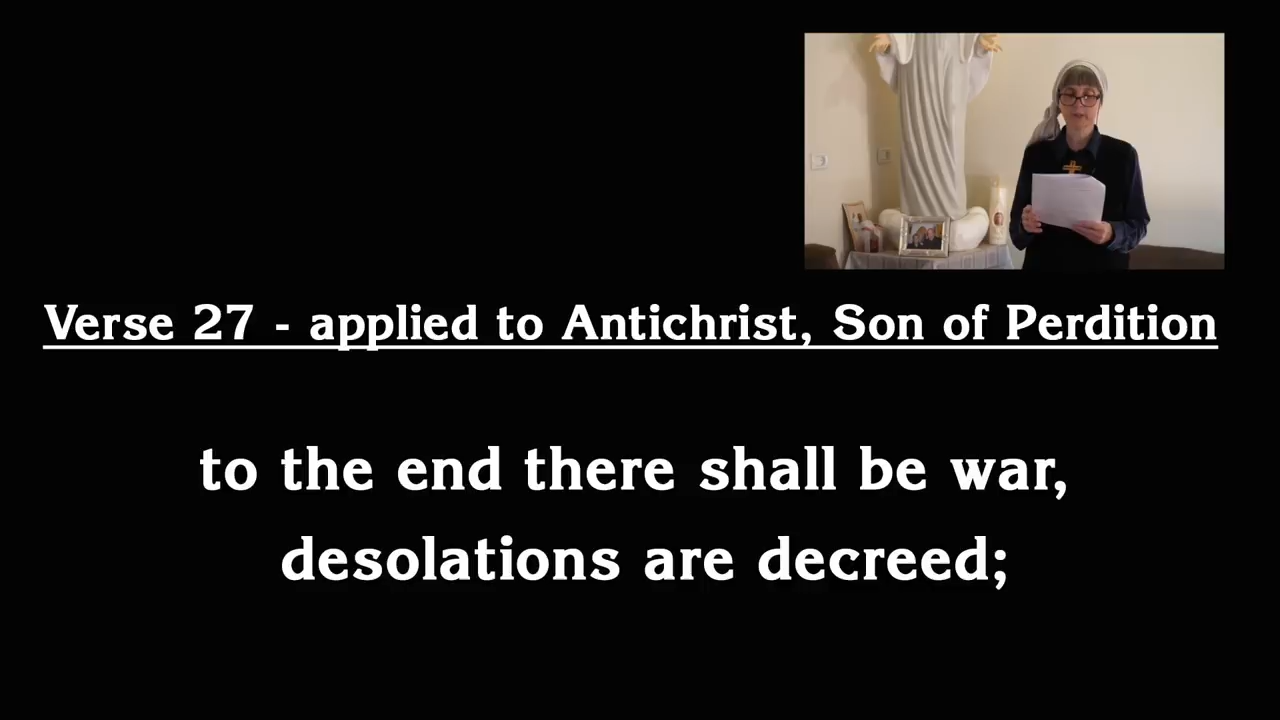 Verse 27 - applied to Antichrist, Son of Perdition
to the end there shall be war,
desolations are decreed;